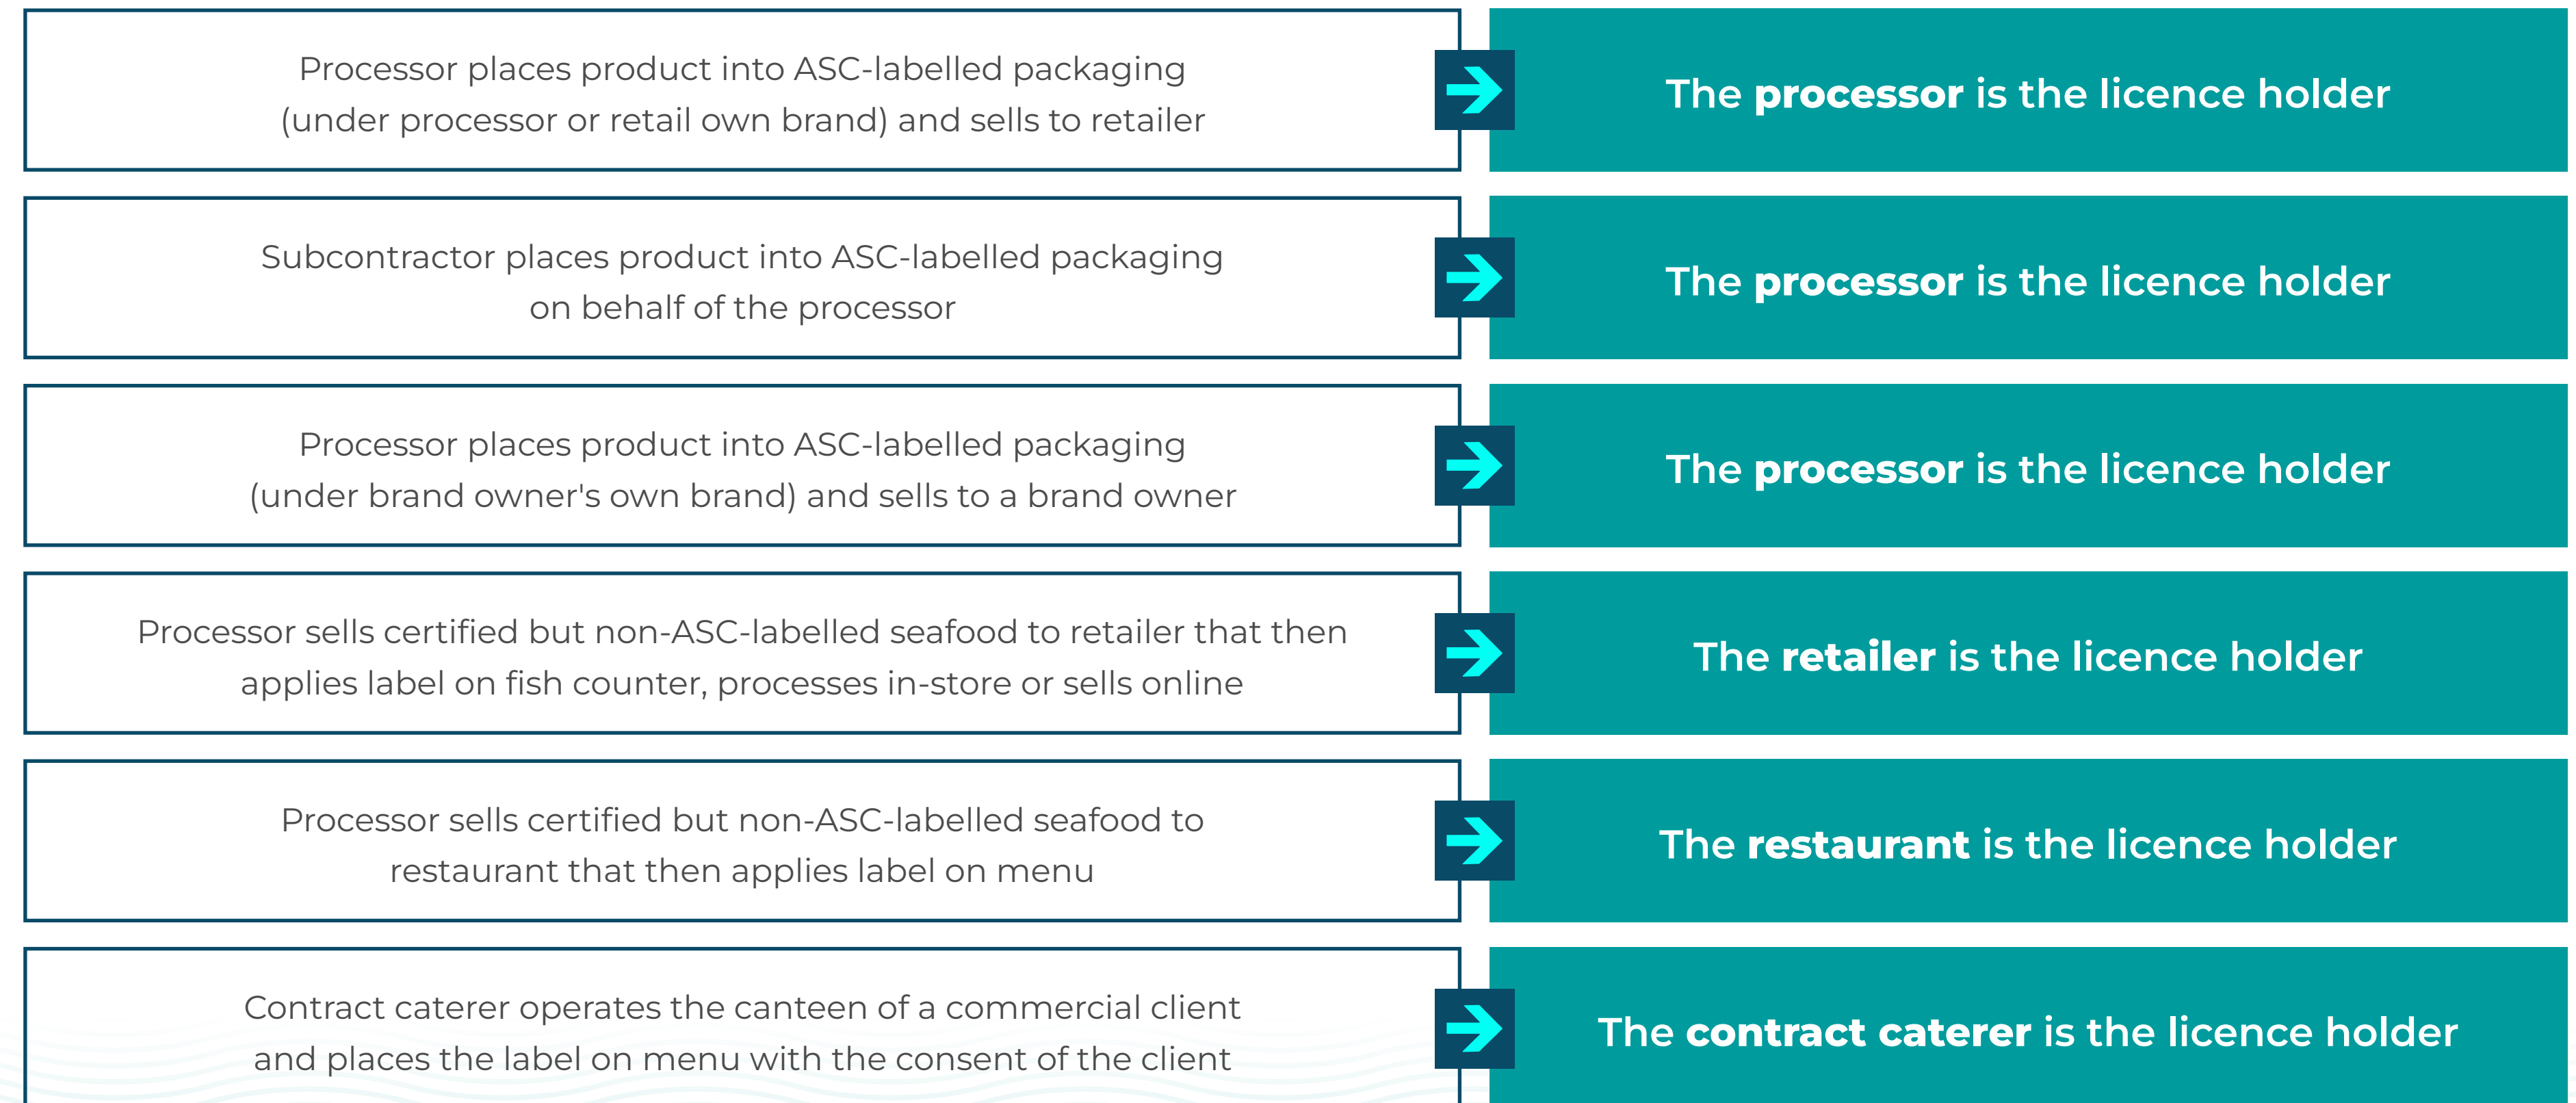 Processor places product into ASC-labelled packaging
(under processor or retail own brand) and sells to retailer
The processor is the licence holder
Subcontractor places product into ASC-labelled packaging
on behalf of the processor
The processor is the licence holder
Processor places product into ASC-labelled packaging
(under brand owner's own brand) and sells to a brand owner
The processor is the licence holder
Processor sells certified but non-ASC-labelled seafood to retailer that then
applies label on fish counter, processes in-store or sells online
The retailer is the licence holder
Processor sells certified but non-ASC-labelled seafood to
restaurant that then applies label on menu
The restaurant is the licence holder
Contract caterer operates the canteen of a commercial client
and places the label on menu with the consent of the client
The contract caterer is the licence holder